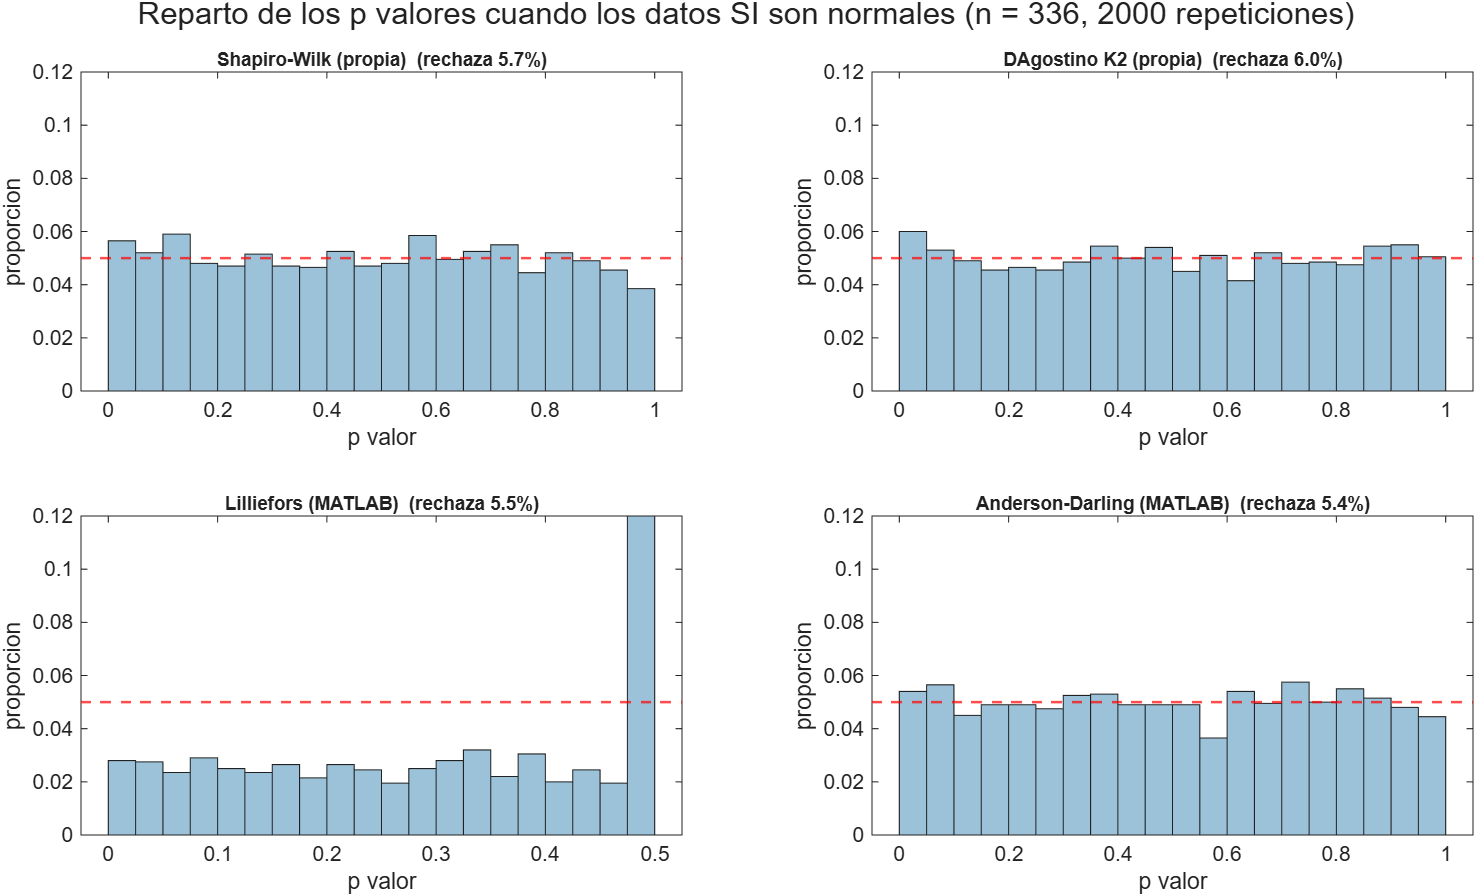 Reparto de los p valores cuando los datos SI son normales (n = 336, 2000 repeticiones)
Shapiro-Wilk (propia)  (rechaza 5.7%)
0.12
0.1
0.08
0.06
0.04
0.02
0
proporcion
0 0.2 0.4 0.6 0.8 1
p valor
DAgostino K2 (propia)  (rechaza 6.0%)
0.12
0.1
0.08
0.06
0.04
0.02
0
proporcion
0 0.2 0.4 0.6 0.8 1
p valor
Lilliefors (MATLAB)  (rechaza 5.5%)
0.12
0.1
0.08
0.06
0.04
0.02
0
proporcion
0 0.1 0.2 0.3 0.4 0.5
p valor
Anderson-Darling (MATLAB)  (rechaza 5.4%)
0.12
0.1
0.08
0.06
0.04
0.02
0
proporcion
0 0.2 0.4 0.6 0.8 1
p valor